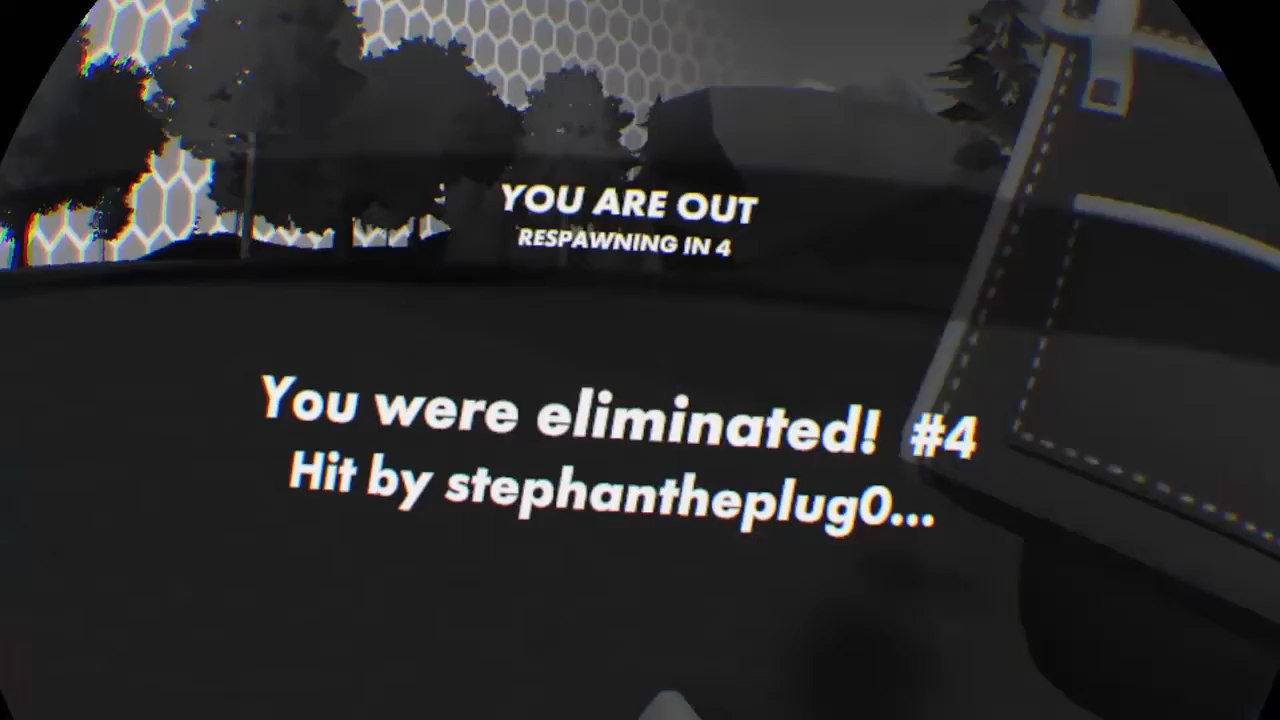 YOU ARE OUT
RESPAWNING IN 4
You were eliminated! #4
Hit by stephantheplug0...